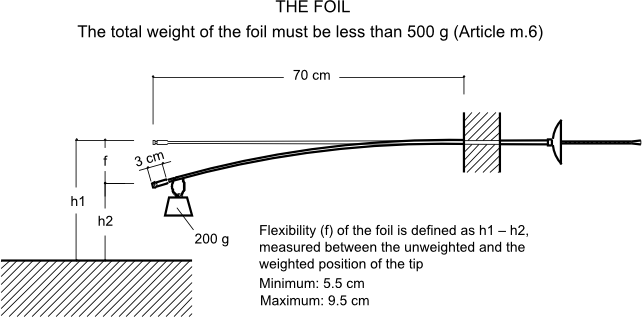 THE FOIL
The total weight of the foil must be less than 500 g (Article m.6)
70 cm
3 cm
f
h1
h2
200 g
Flexibility (f) of the foil is defined as h1 – h2,
measured between the unweighted and the
weighted position of the tip
Minimum: 5.5 cm
Maximum: 9.5 cm